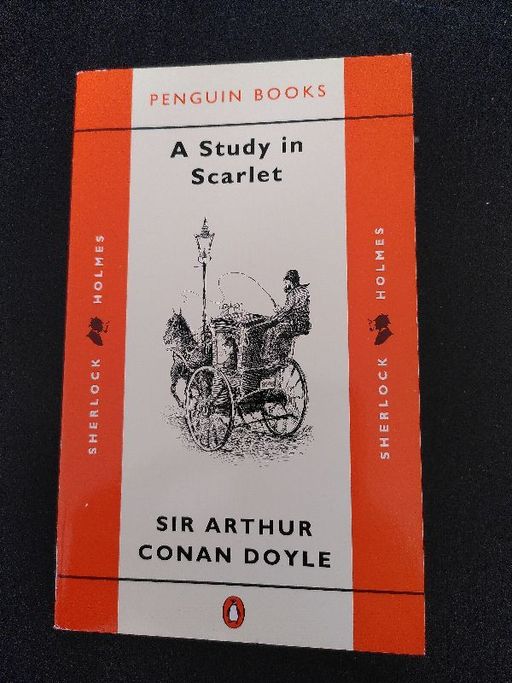 PENGUIN BOOKS
A Study in
Scarlet
SHERLOCK HOLMES
SHERLOCK HOLMES
SIR ARTHUR
CONAN DOYLE